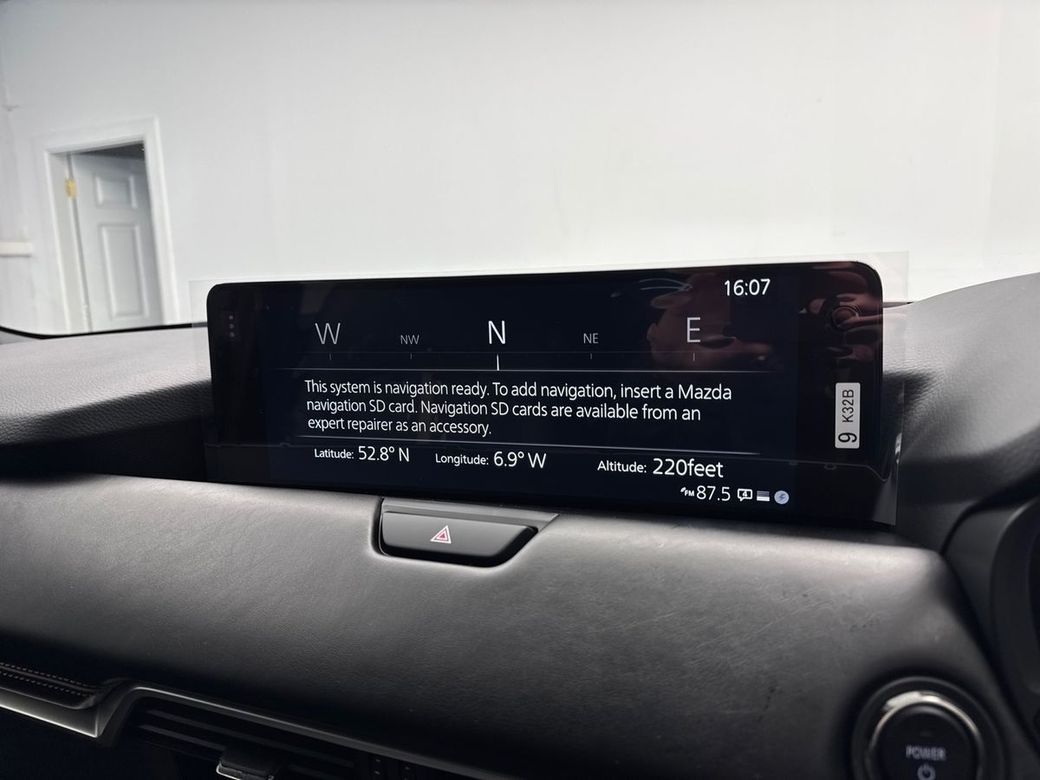 16:07
W NW N NE E
This system is navigation ready. To add navigation, insert a Mazda
navigation SD card. Navigation SD cards are available from an
expert repairer as an accessory.
Latitude: 52.8° N Longitude: 6.9° W Altitude: 220feet
FM 87.5
9 K32B
POWER